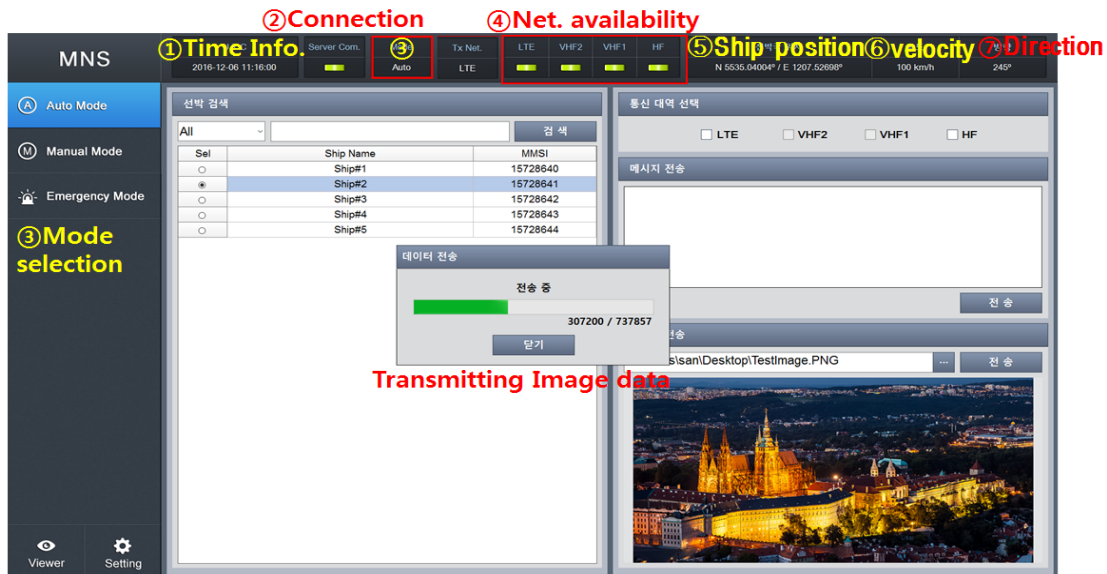 ②Connection
④Net. availability
MNS
①Time Info.
Server Com.
③
Tx Net.
LTE VHF2 VHF1 HF
⑤Ship position
⑥velocity
⑦Direction
2016-12-06 11:16:00
Auto
LTE
N 5535.04004º / E 1207.52698º
100 km/h
245º
Auto Mode
Manual Mode
Emergency Mode
③Mode
selection
선박 검색
All
검 색
Sel Ship Name MMSI
Ship#1 15728640
Ship#2 15728641
Ship#3 15728642
Ship#4 15728643
Ship#5 15728644
통신 대역 선택
LTE VHF2 VHF1 HF
메시지 전송
전 송
데이터 전송
전송 중
307200 / 737857
닫기
Transmitting Image data
전송
s\san\Desktop\TestImage.PNG
...
전 송
Viewer
Setting